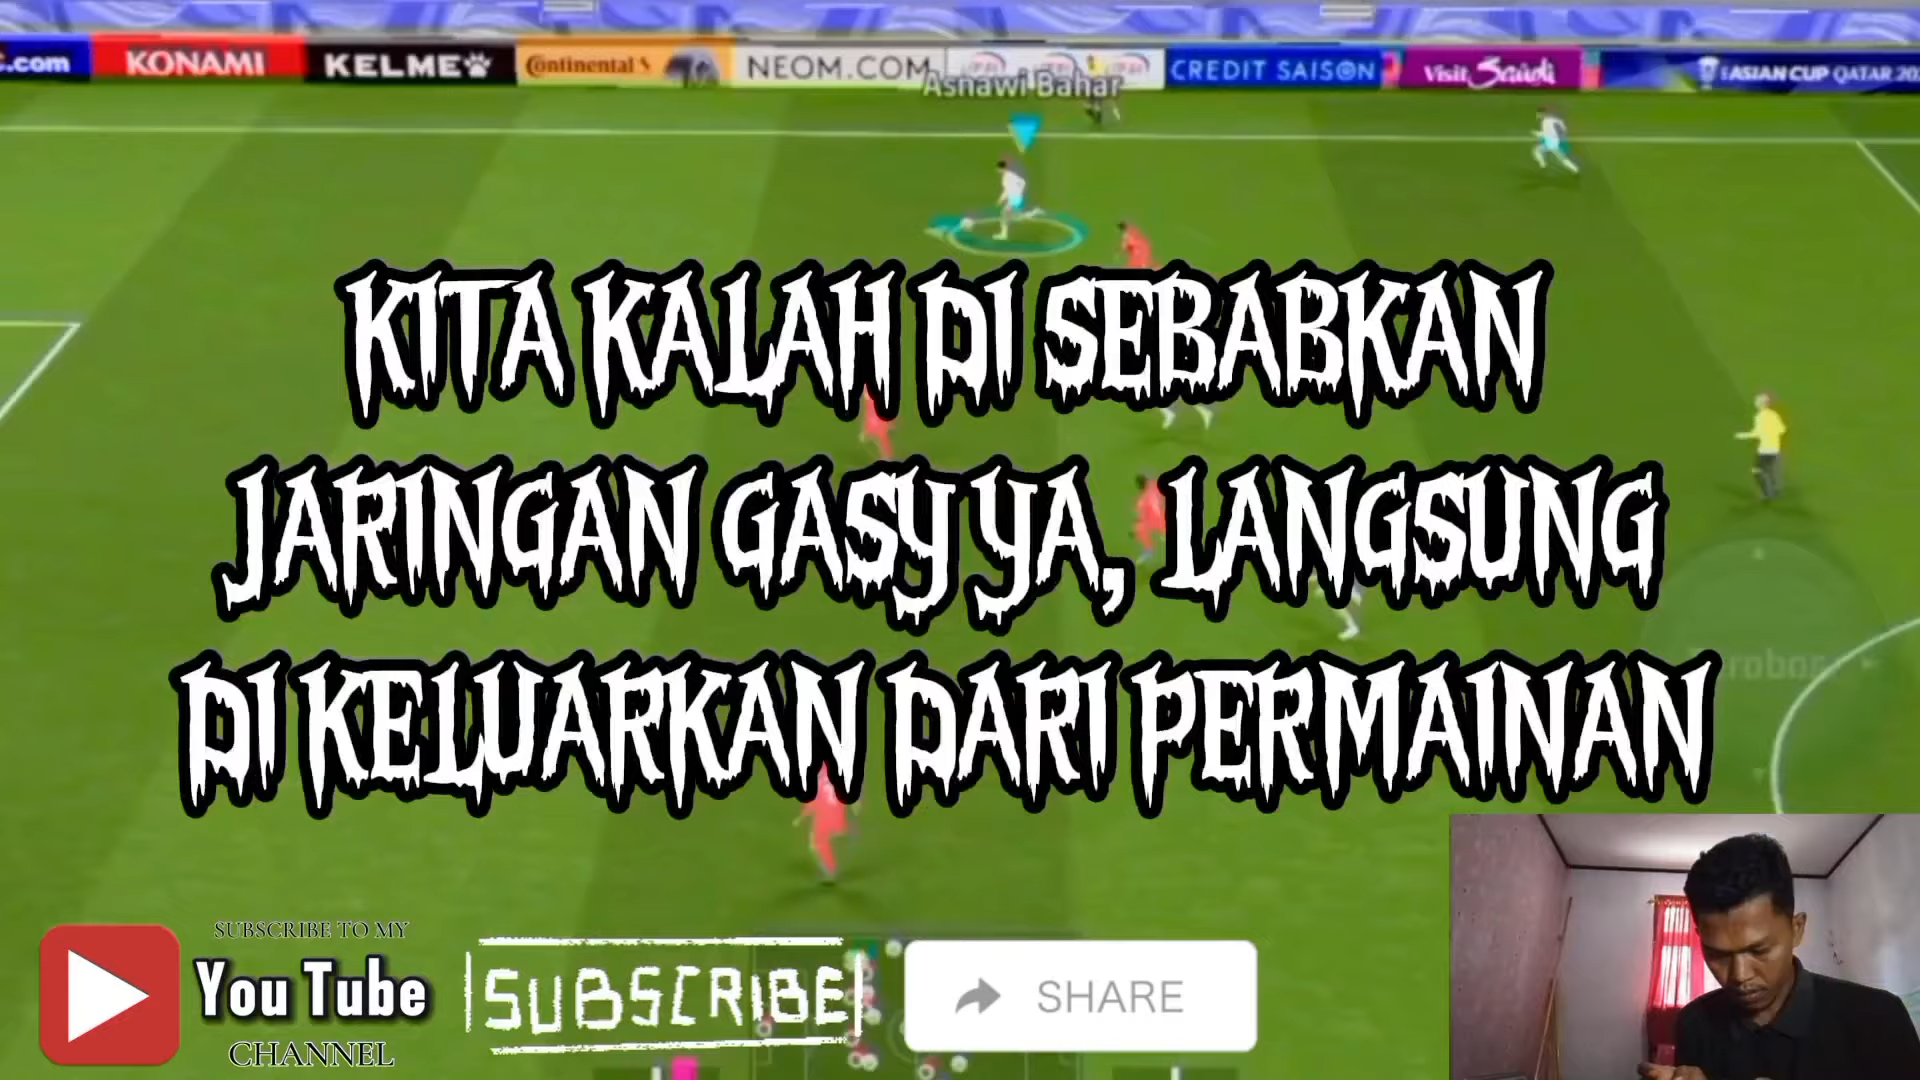 C.com KONAMI KELME Continental NEOM.COM CREDIT SAISON Visit Saudi ASIAN CUP QATAR
Asnawi Bahar
KITA KALAH DI SEBABKAN
JARINGAN GASY YA, LANGSUNG
DI KELUARKAN DARI PERMAINAN
SUBSCRIBE TO MY
You Tube
CHANNEL
SUBSCRIBE
SHARE